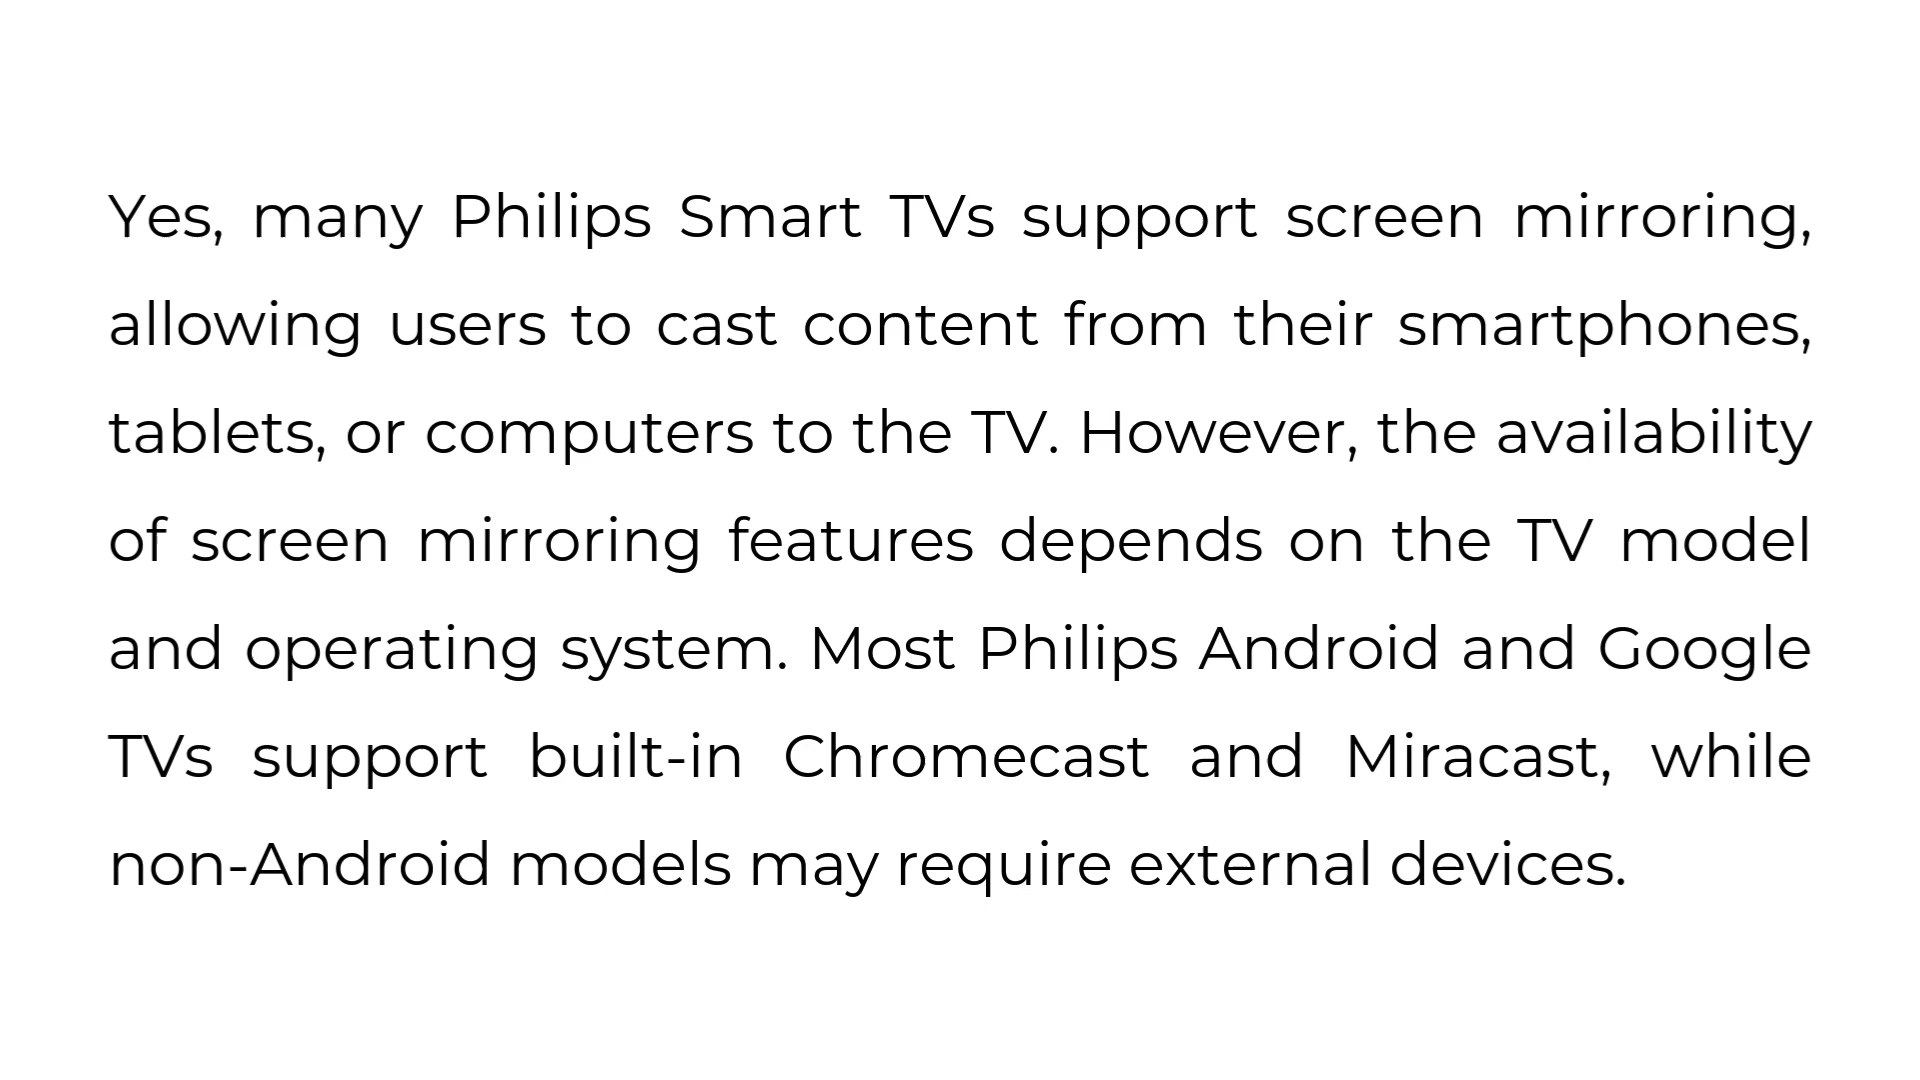 Yes, many Philips Smart TVs support screen mirroring,
allowing users to cast content from their smartphones,
tablets, or computers to the TV. However, the availability
of screen mirroring features depends on the TV model
and operating system. Most Philips Android and Google
TVs support built-in Chromecast and Miracast, while
non-Android models may require external devices.